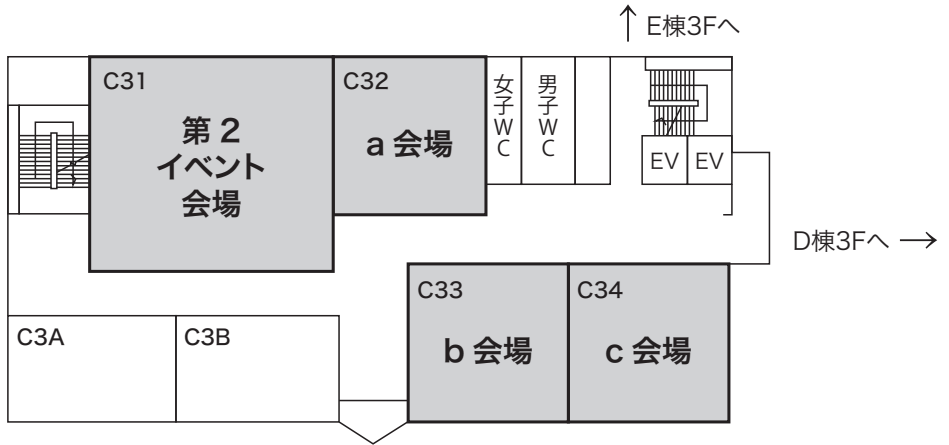 E棟3Fへ
C31
第2
イベント
会場
C32
a 会場
女子WC
男子WC
EV
EV
D棟3Fへ
C33
b 会場
C34
c 会場
C3A
C3B